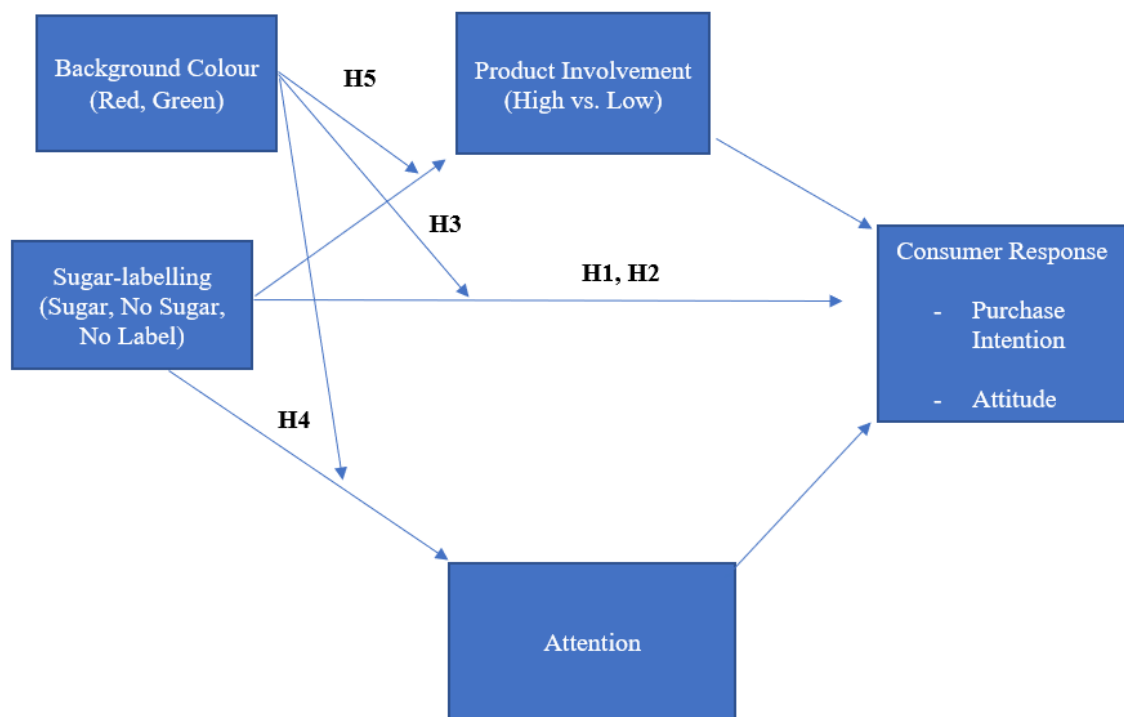 Background Colour
(Red, Green)
H5
Product Involvement
(High vs. Low)
H3
Sugar-labelling
(Sugar, No Sugar,
No Label)
H1, H2
Consumer Response
- Purchase
Intention
- Attitude
H4
Attention